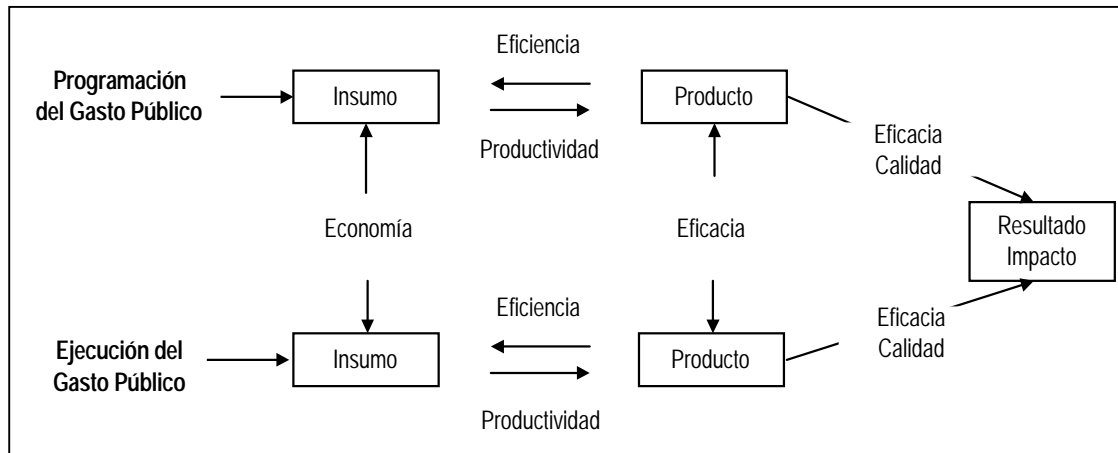 Eficiencia
Programación
del Gasto Público
Insumo
Producto
Productividad
Eficacia
Calidad
Economía
Eficacia
Resultado
Impacto
Eficiencia
Ejecución del
Gasto Público
Insumo
Producto
Eficacia
Calidad
Productividad